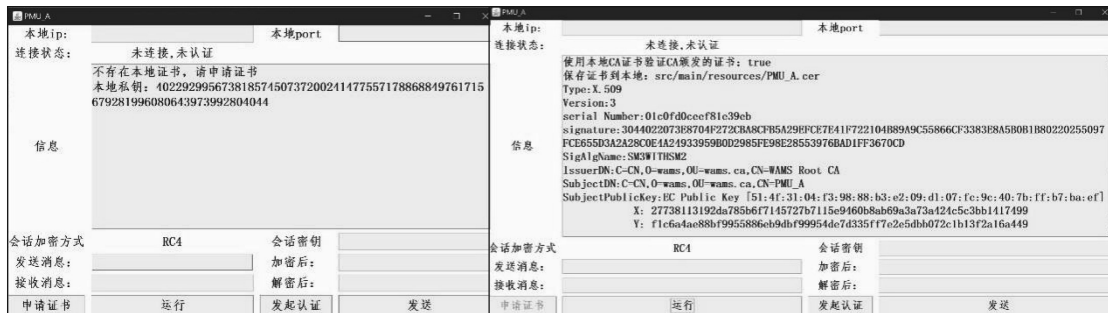 PMU_A
本地ip:
本地port
连接状态:
未连接,未认证
不存在本地证书，请申请证书
本地私钥：402292995673818574507372002414775571788688497617156792819960806439739928040​44
信息
会话加密方式
RC4
会话密钥
发送消息：
加密后：
接收消息：
解密后：
申请证书
运行
发起认证
发送
PMU_A
本地ip:
本地port
连接状态:
未连接,未认证
使用本地CA证书验证CA颁发的证书：true
保存证书到本地：src/main/resources/PMU_A.cer
Type:X.509
Version:3
serial Number:01c0fd0cecf81c39eb
signature:3044022073E8704F272CBA8CFB5A29EFCE7E41F722104B89A9C55866CF3383E8A5B0B1B80220255097
FCE655D3A2A28C0E4A24933959B0D2985FE98E28553976BAD1FF3670CD
SigAlgName:SM3WITHSM2
IssuerDN:C=CN,O=wams,OU=wams.ca,CN=WAMS Root CA
SubjectDN:C=CN,O=wams,OU=wams.ca,CN=PMU_A
SubjectPublicKey:EC Public Key [51:4f:31:04:f3:98:88:b3:e2:09:d1:07:fc:9c:40:7b:ff:b7:ba:ef]
X: 27738113192da785b6f7145727b7115e9460b8ab69a3a73a424c5c3bb1417499
Y: f1c6a4ae88bf9955886eb9dbf99954de7d335ff7e2e5dbb072c1b13f2a16a449
信息
会话加密方式
RC4
会话密钥
发送消息：
加密后：
接收消息：
解密后：
申请证书
运行
发起认证
发送